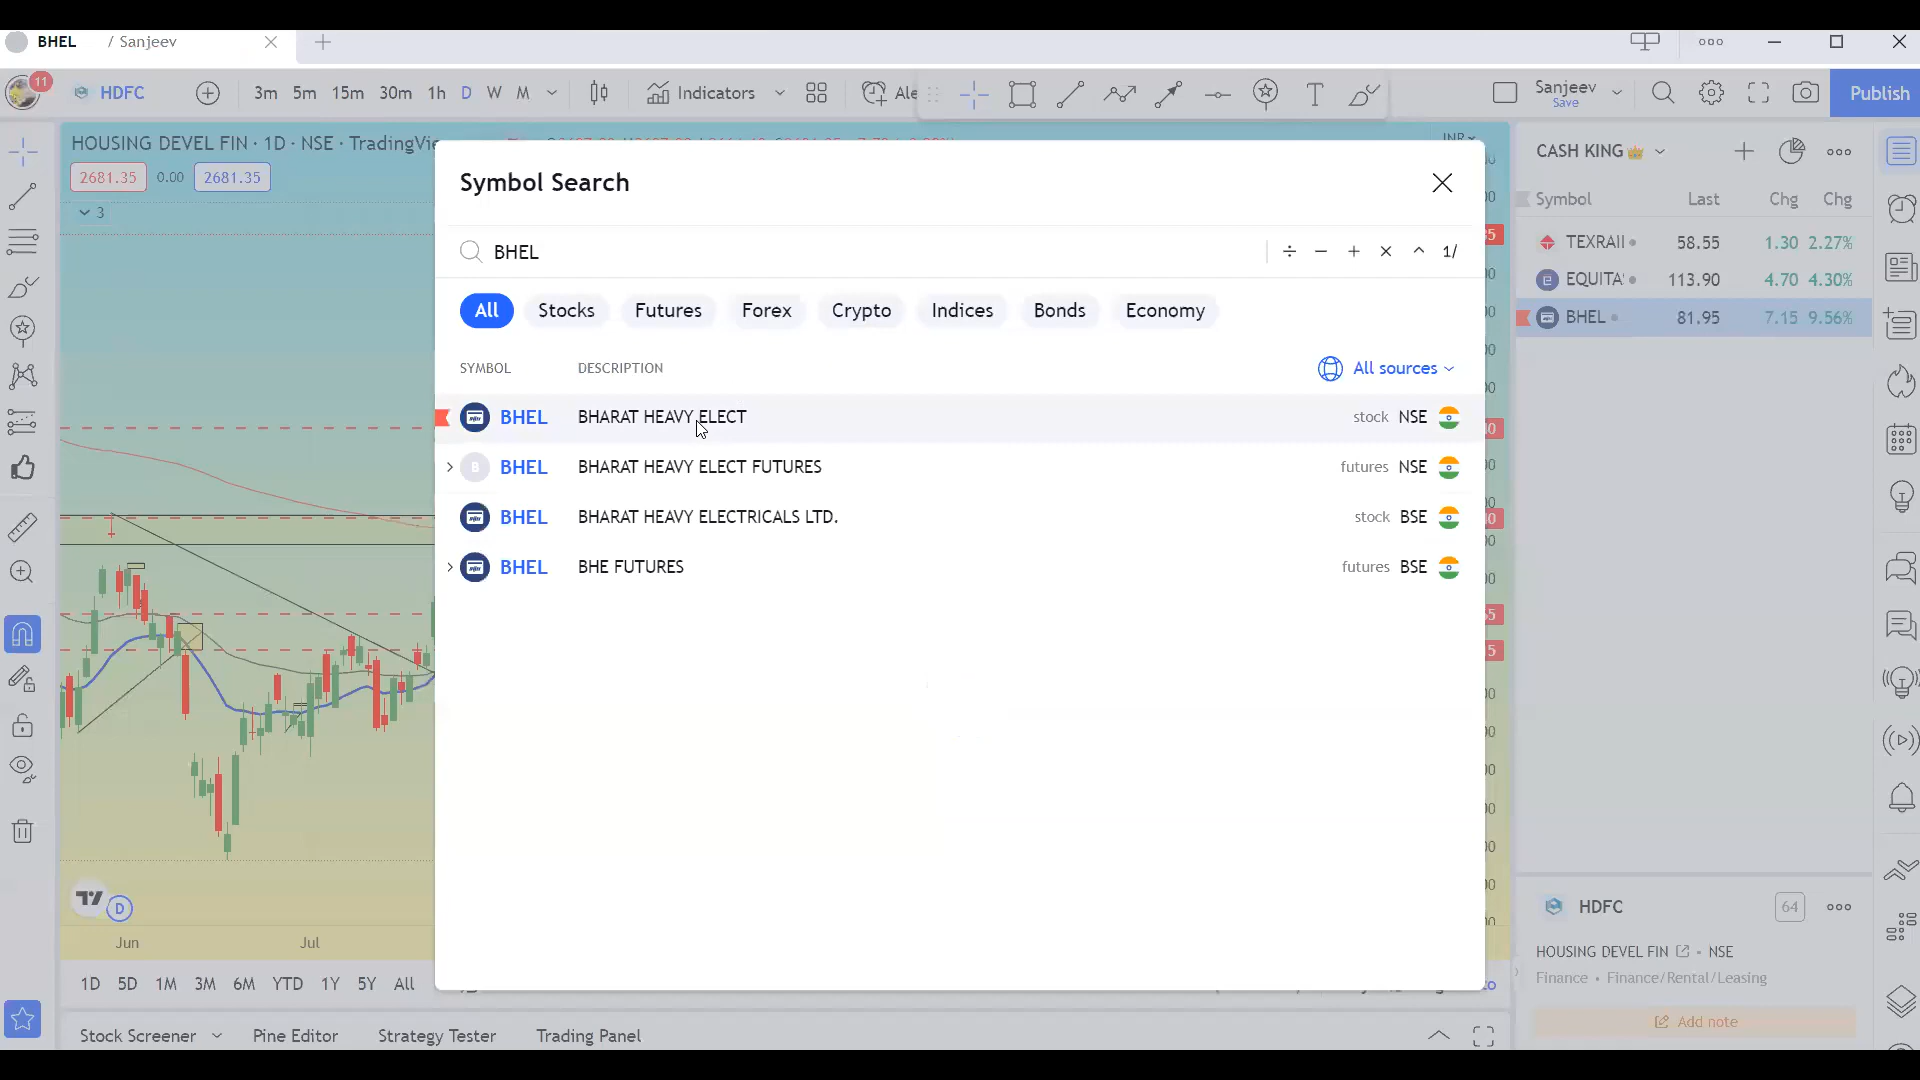 BHEL / Sanjeev
11
HDFC 3m 5m 15m 30m 1h D W M Indicators Ale T Sanjeev Save Publish
HOUSING DEVEL FIN · 1D · NSE · TradingVie
INR
2681.35 0.00 2681.35
3
Symbol Search
BHEL ÷ − + × ^ 1/
All Stocks Futures Forex Crypto Indices Bonds Economy
SYMBOL DESCRIPTION All sources
BHEL BHARAT HEAVY ELECT stock NSE
B BHEL BHARAT HEAVY ELECT FUTURES futures NSE
BHEL BHARAT HEAVY ELECTRICALS LTD. stock BSE
BHEL BHE FUTURES futures BSE
CASH KING
Symbol Last Chg Chg
TEXRAII 58.55 1.30 2.27%
EQUITA 113.90 4.70 4.30%
BHEL 81.95 7.15 9.56%
HDFC 64
HOUSING DEVEL FIN · NSE
Finance · Finance/Rental/Leasing
Add note
D
Jun Jul
1D 5D 1M 3M 6M YTD 1Y 5Y All
Stock Screener Pine Editor Strategy Tester Trading Panel